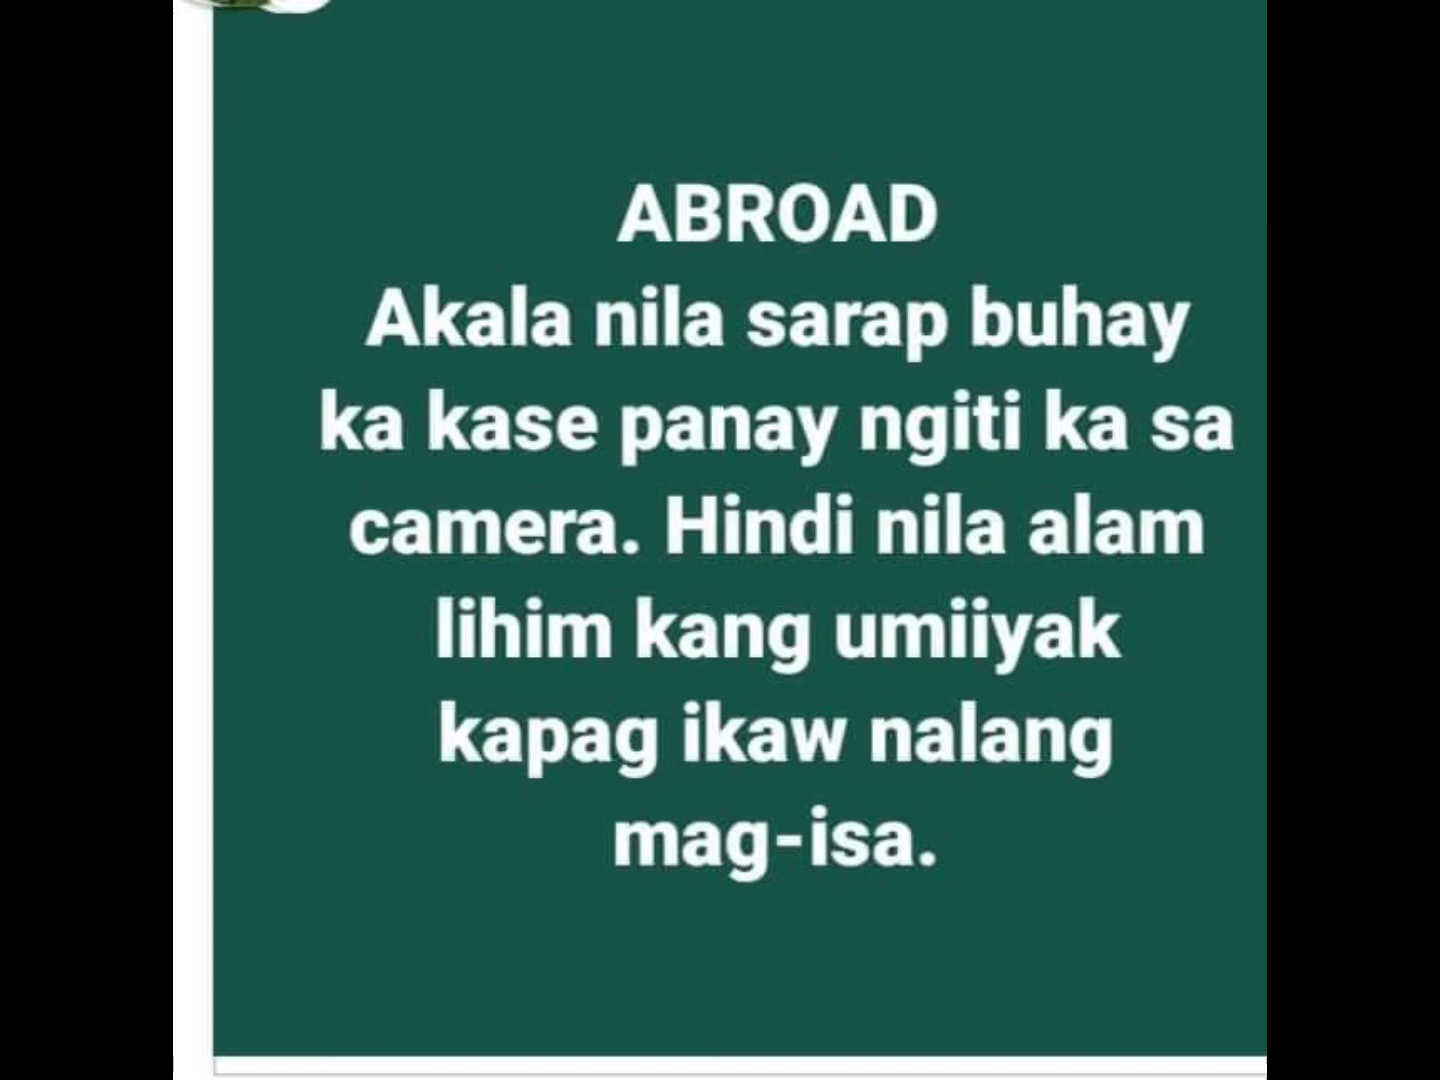 ABROAD
Akala nila sarap buhay
ka kase panay ngiti ka sa
camera. Hindi nila alam
lihim kang umiiyak
kapag ikaw nalang
mag-isa.